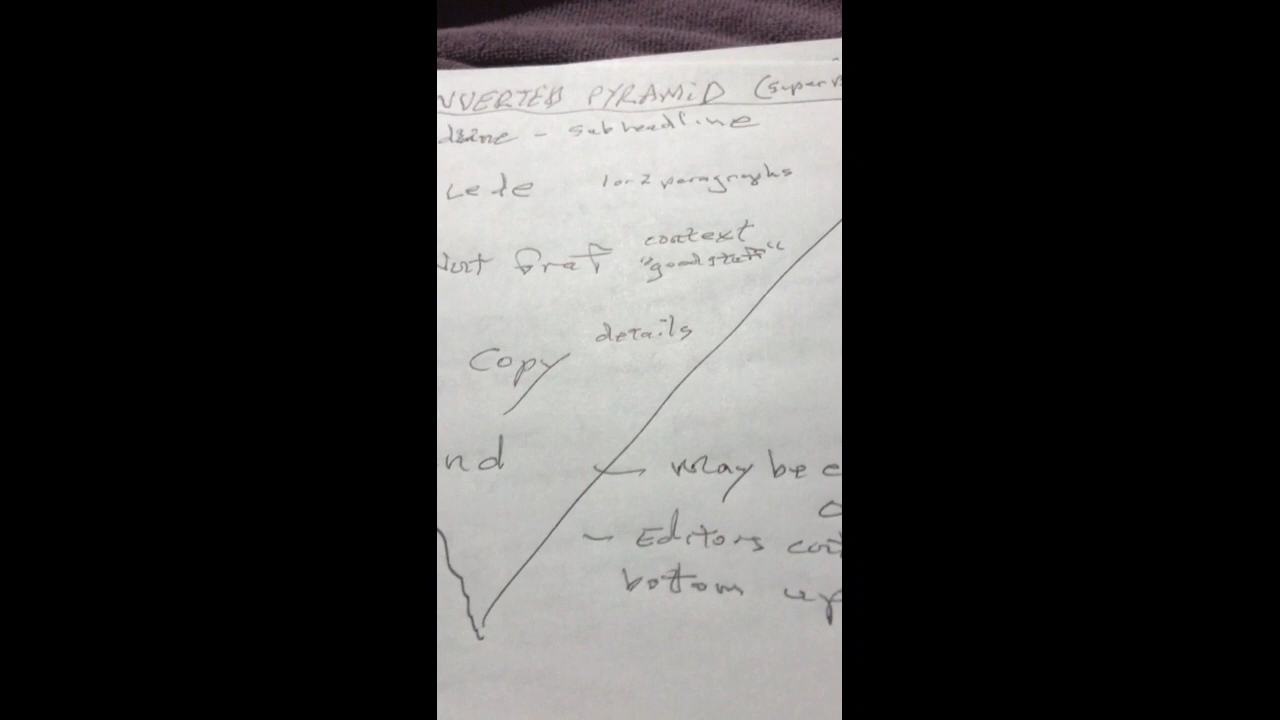 NVERTED PYRAMID (super
dline - subheadline
Lede 1 or 2 paragraphs
Nut Graf context
"good stuff"
details
Copy
nd - may be
- Editors
bottom up